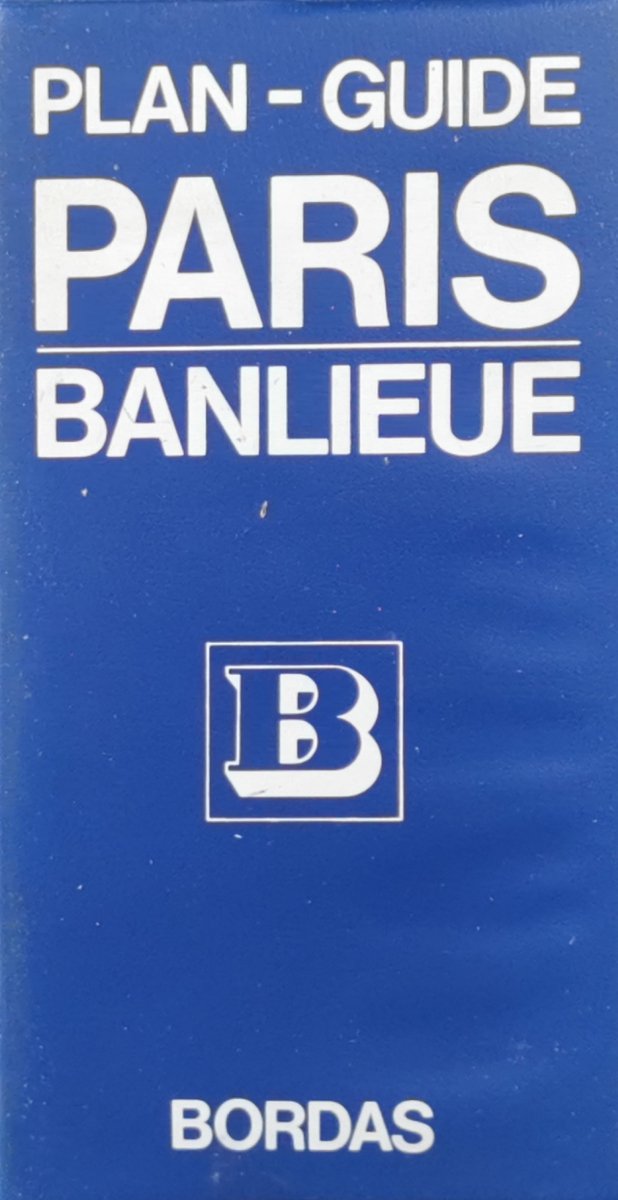 PLAN - GUIDE
PARIS
BANLIEUE
B
BORDAS